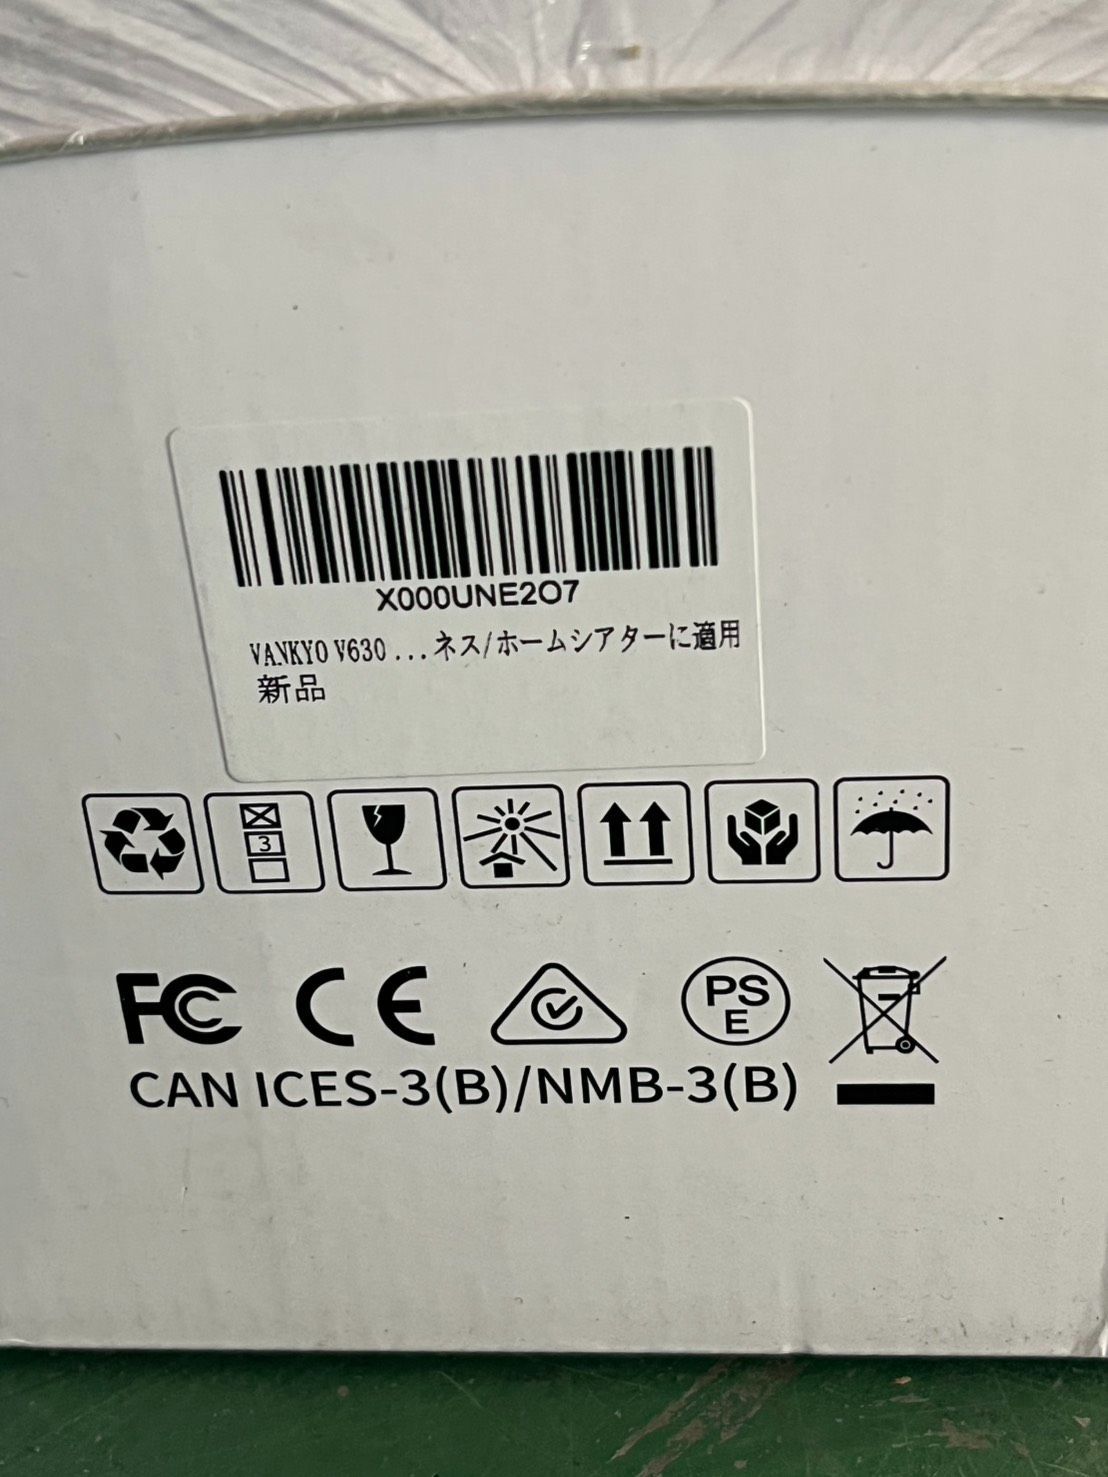 X000UNE2O7
VANKYO V630 ...ネス/ホームシアターに適用
新品
3
FC CE PSE
CAN ICES-3(B)/NMB-3(B)